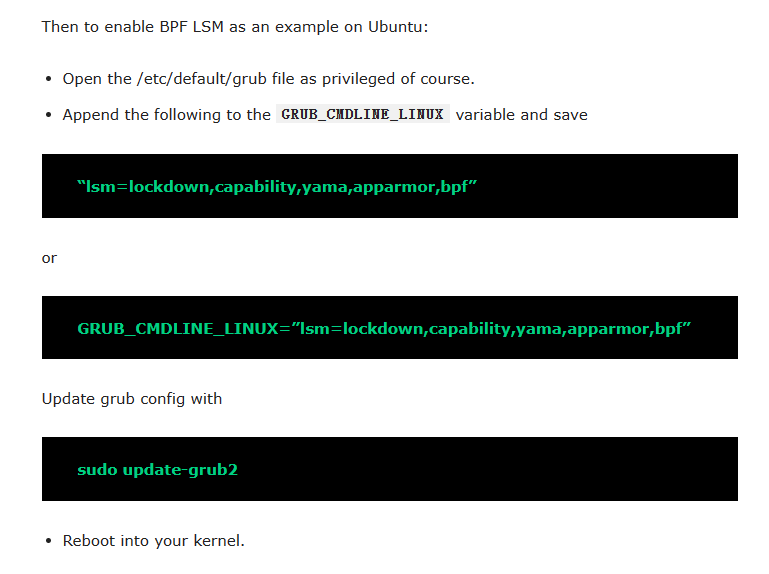 Then to enable BPF LSM as an example on Ubuntu:
• Open the /etc/default/grub file as privileged of course.
• Append the following to the GRUB_CMDLINE_LINUX variable and save
“lsm=lockdown,capability,yama,apparmor,bpf”
or
GRUB_CMDLINE_LINUX=”lsm=lockdown,capability,yama,apparmor,bpf”
Update grub config with
sudo update-grub2
• Reboot into your kernel.